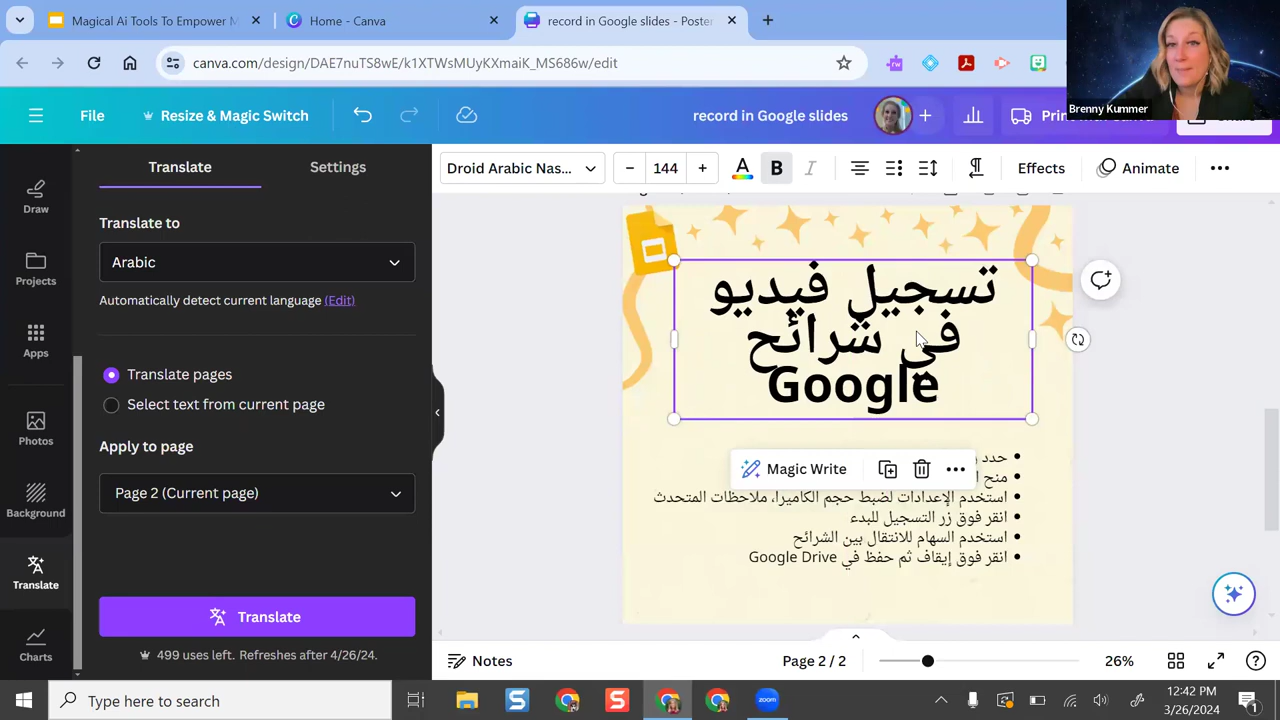 Magical Ai Tools To Empower
Home - Canva
record in Google slides - Poster
canva.com/design/DAE7nuTS8wE/k1XTWsMUyKXmaiK_MS686w/edit
Brenny Kummer
File
Resize & Magic Switch
record in Google slides
Translate
Settings
Droid Arabic Nas...
144
A
B
I
Effects
Animate
Draw
Projects
Apps
Photos
Background
Translate
Charts
Translate to
Arabic
Automatically detect current language (Edit)
Translate pages
Select text from current page
Apply to page
Page 2 (Current page)
Translate
499 uses left. Refreshes after 4/26/24.
تسجيل فيديو
في شرائح
Google
Magic Write
حدد
منح
استخدم الإعدادات لضبط حجم الكاميرا، ملاحظات المتحدث
انقر فوق زر التسجيل للبدء
استخدم السهام للانتقال بين الشرائح
انقر فوق إيقاف ثم حفظ في Google Drive
Notes
Page 2 / 2
26%
Type here to search
zoom
12:42 PM
3/26/2024